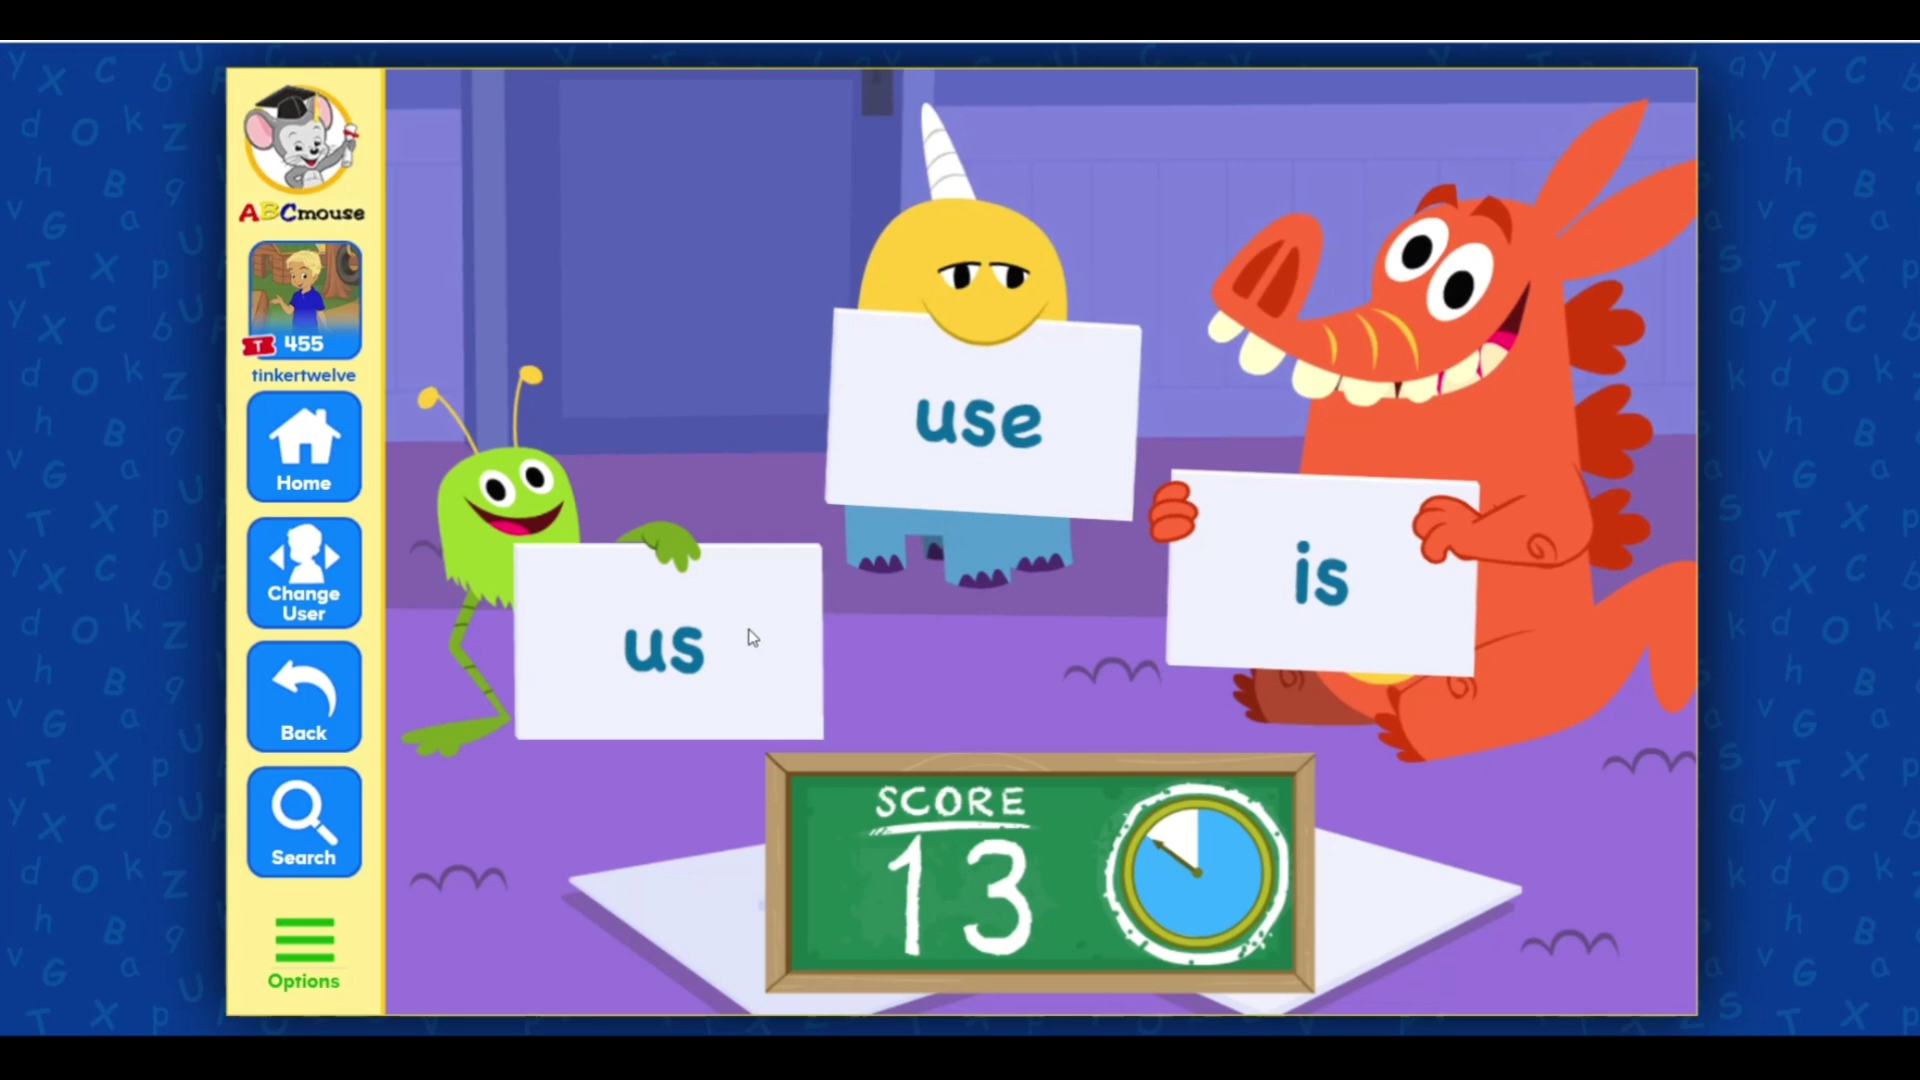 ABCmouse
T 455
tinkertwelve
Home
Change
User
Back
Search
Options
use
is
us
SCORE
13